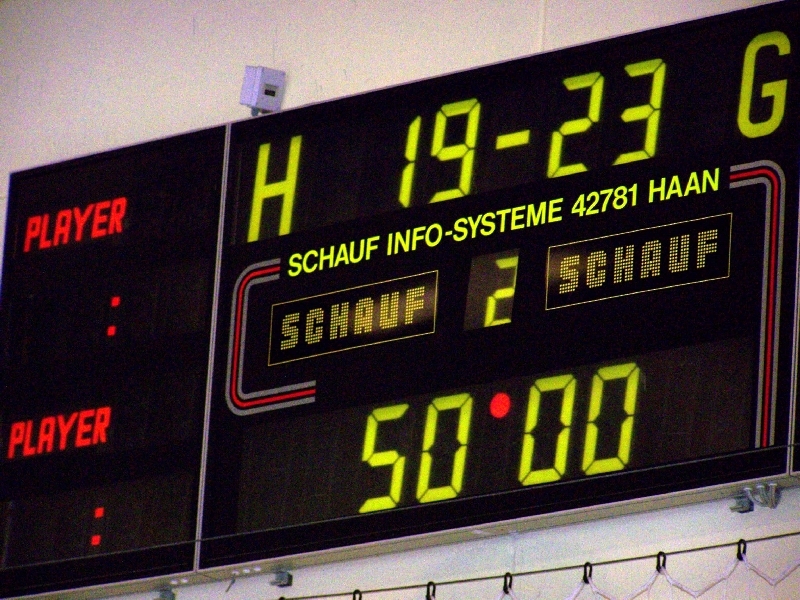 H 19-23 G
SCHAUF INFO-SYSTEME 42781 HAAN
SCHAUF 2 SCHAUF
50:00
PLAYER
:
PLAYER
: